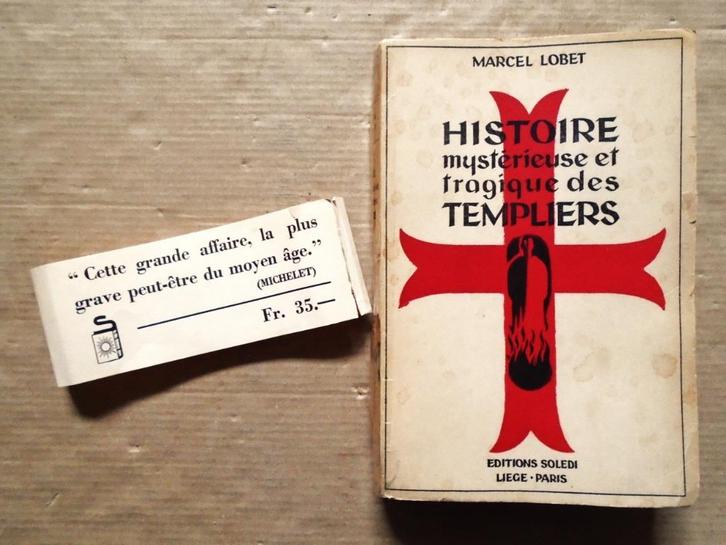 “ Cette grande affaire, la plus
grave peut-être du moyen âge.”
(MICHELET)
Fr. 35.—
MARCEL LOBET
HISTOIRE
mystérieuse et
tragique des
TEMPLIERS
EDITIONS SOLEDI
LIEGE · PARIS